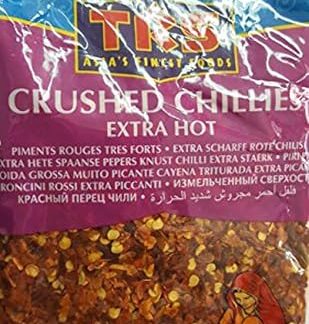 TRS
ASIA'S FINEST FOODS
CRUSHED CHILLIES
EXTRA HOT
PIMENTS ROUGES TRES FORTS • EXTRA SCHARFE ROTE CHILIS
EXTRA HETE SPAANSE PEPERS KNUST CHILLI EXTRA STAERK •
OIDA GROSSA MUITO PICANTE CAYENA TRITURADA EXTRA PICAN
RONCINI ROSSI EXTRA PICCANTI • ИЗМЕЛЬЧЕННЫЙ СВЕРХОСТ
КРАСНЫЙ ПЕРЕЦ ЧИЛИ • فلفل أحمر مجروش شديد الحرارة